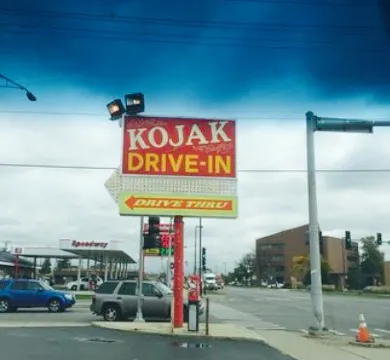 KOJAK
DRIVE-IN
DRIVE THRU
Speedway